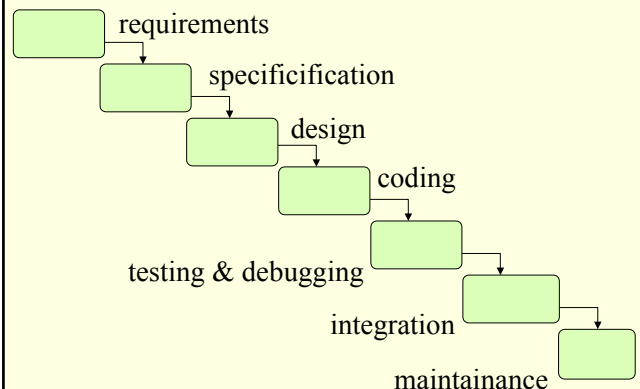 requirements
specificification
design
coding
testing & debugging
integration
maintainance